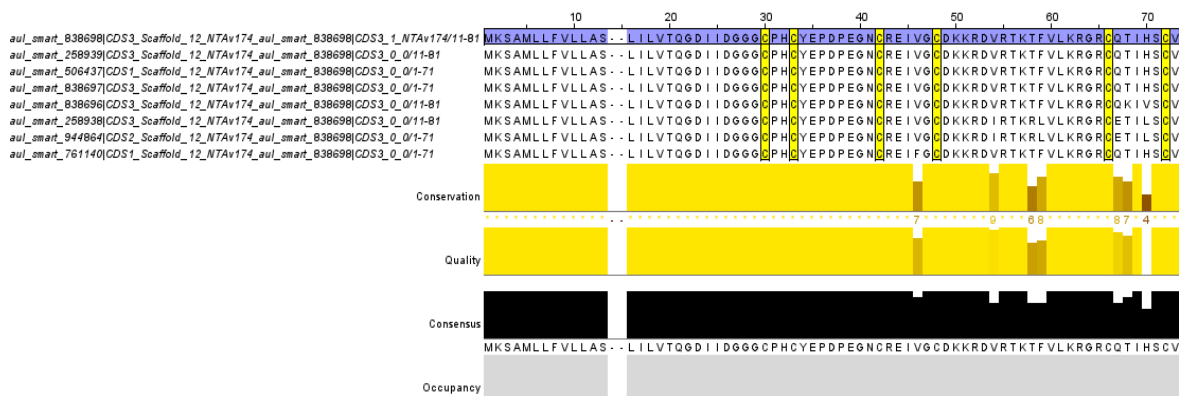 10 20 30 40 50 60 70
aul_smart_838698|CDS3_Scaffold_12_NTAv174_aul_smart_838698|CDS3_1_NTAv174/11-81 MKSAMLLFVLLAS--LILVTQGDIIDGGGCPHCYEPDPEGNCREIVGCDKKRDVRTKTFVLKRGRCQTIHSCV
aul_smart_258939|CDS3_Scaffold_12_NTAv174_aul_smart_838698|CDS3_0_0/11-81 MKSAMLLFVLLAS--LILVTQGDIIDGGGCPHCYEPDPEGNCREIVGCDKKRDVRTKTFVLKRGRCQTIHSCV
aul_smart_506437|CDS1_Scaffold_12_NTAv174_aul_smart_838698|CDS3_0_0/1-71 MKSAMLLFVLLAS--LILVTQGDIIDGGGCPHCYEPDPEGNCREIVGCDKKRDVRTKTFVLKRGRCQTIHSCV
aul_smart_838697|CDS3_Scaffold_12_NTAv174_aul_smart_838698|CDS3_0_0/1-71 MKSAMLLFVLLAS--LILVTQGDIIDGGGCPHCYEPDPEGNCREIVGCDKKRDVRTKTFVLKRGRCQTIHSCV
aul_smart_838696|CDS3_Scaffold_12_NTAv174_aul_smart_838698|CDS3_0_0/11-81 MKSAMLLFVLLAS--LILVTQGDIIDGGGCPHCYEPDPEGNCREIVGCDKKRDVRTKTFVLKRGRCQKIVSCV
aul_smart_258938|CDS3_Scaffold_12_NTAv174_aul_smart_838698|CDS3_0_0/11-81 MKSAMLLFVLLAS--LILVTQGDIIDGGGCPHCYEPDPEGNCREIVGCDKKRDIRTKRLVLKRGRCETILSCV
aul_smart_944864|CDS2_Scaffold_12_NTAv174_aul_smart_838698|CDS3_0_0/1-71 MKSAMLLFVLLAS--LILVTQGDIIDGGGCPHCYEPDPEGNCREIVGCDKKRDIRTKRLVLKRGRCETILSCV
aul_smart_761140|CDS1_Scaffold_12_NTAv174_aul_smart_838698|CDS3_0_0/1-71 MKSAMLLFVLLAS--LILVTQGDIIDGGGCPHCYEPDPEGNCREIFGCDKKRDVRTKTFVLKRGRCQTIHSCV
Conservation
*************--******************************7*******9***68*******87*4***
Quality
Consensus
MKSAMLLFVLLAS--LILVTQGDIIDGGGCPHCYEPDPEGNCREIVGCDKKRDVRTKTFVLKRGRCQTIHSCV
Occupancy